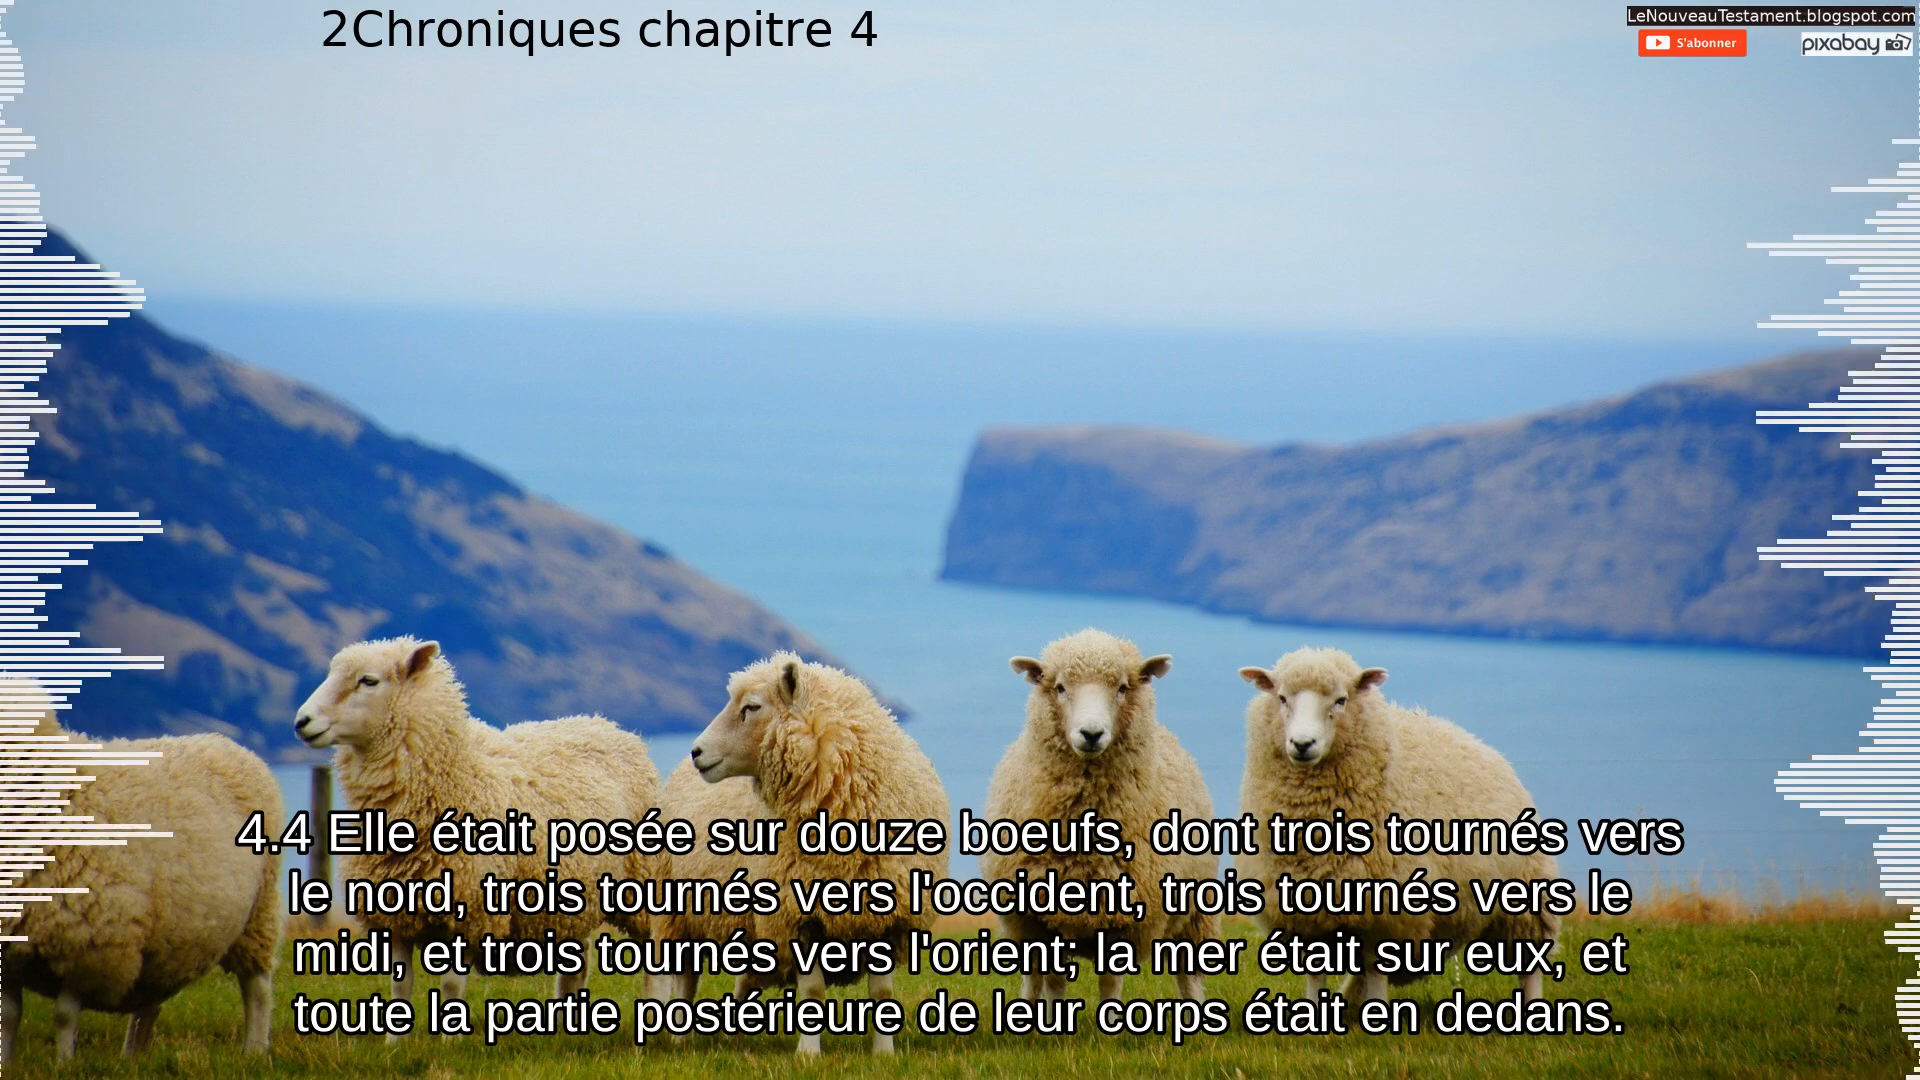 2Chroniques chapitre 4
LeNouveauTestament.blogspot.com
S'abonner
pixabay
4.4 Elle était posée sur douze boeufs, dont trois tournés vers
le nord, trois tournés vers l'occident, trois tournés vers le
midi, et trois tournés vers l'orient; la mer était sur eux, et
toute la partie postérieure de leur corps était en dedans.